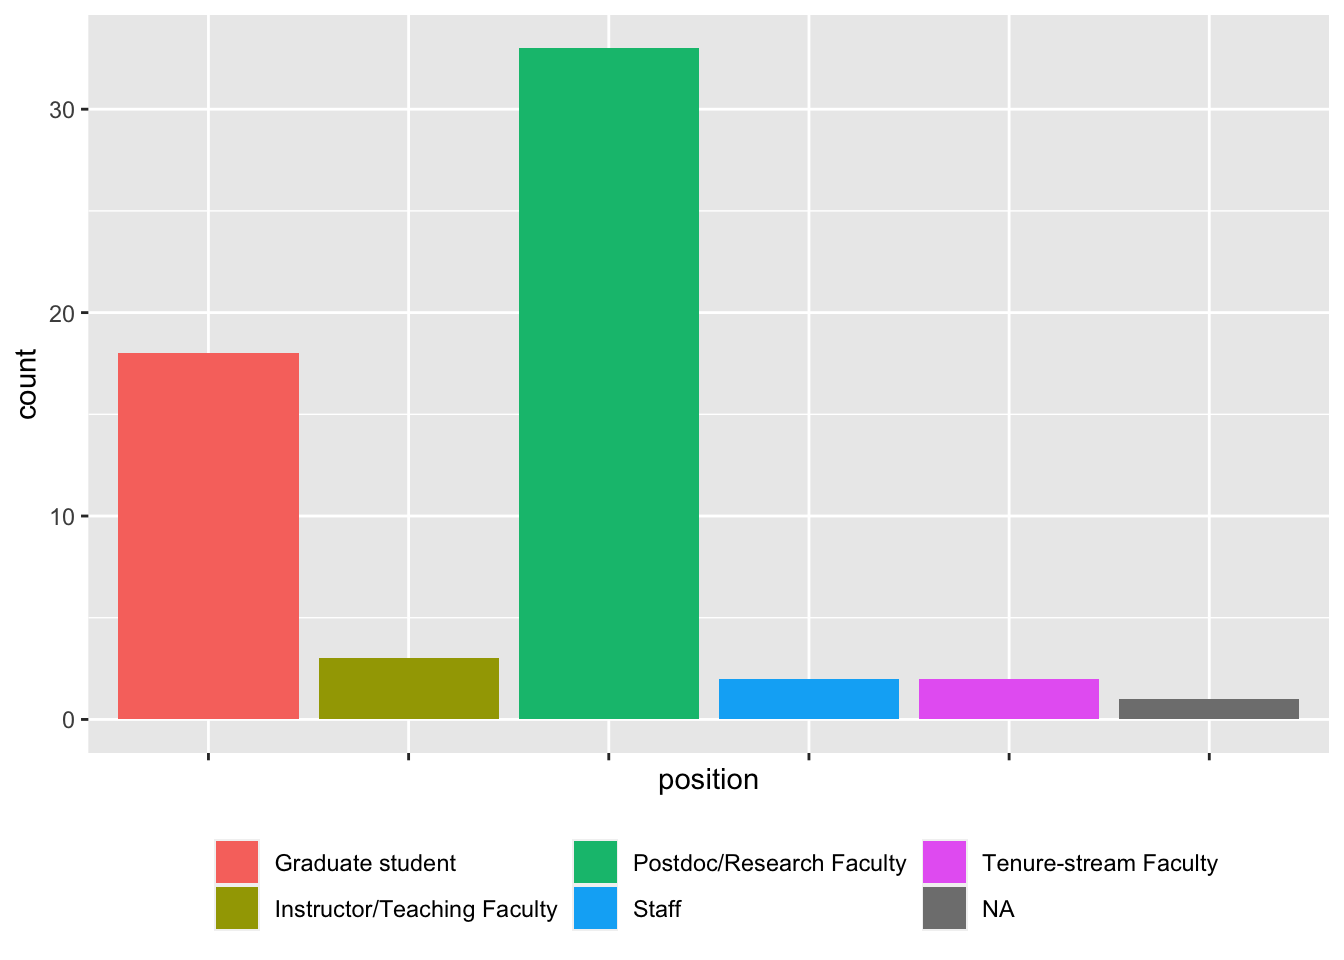 30
20
10
0
count
position
Graduate student
Postdoc/Research Faculty
Tenure-stream Faculty
Instructor/Teaching Faculty
Staff
NA